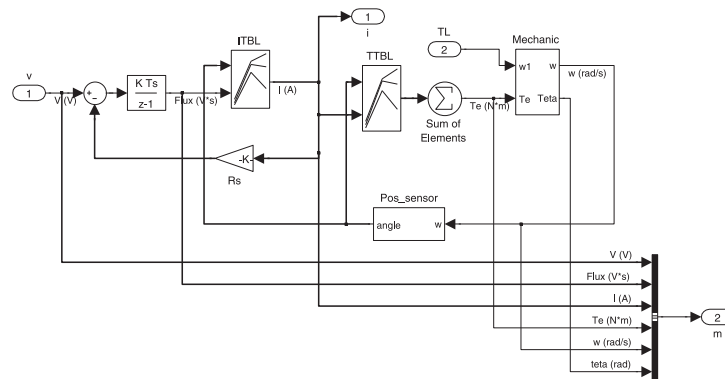 v
1
V (V)
+
-
K Ts
z-1
Flux (V*s)
ITBL
I (A)
1
i
TTBL
TL
2
Sum of
Elements
Te (N*m)
Mechanic
w1
Te
w
Teta
w (rad/s)
-K-
Rs
Pos_sensor
angle
w
V (V)
Flux (V*s)
I (A)
Te (N*m)
w (rad/s)
teta (rad)
2
m